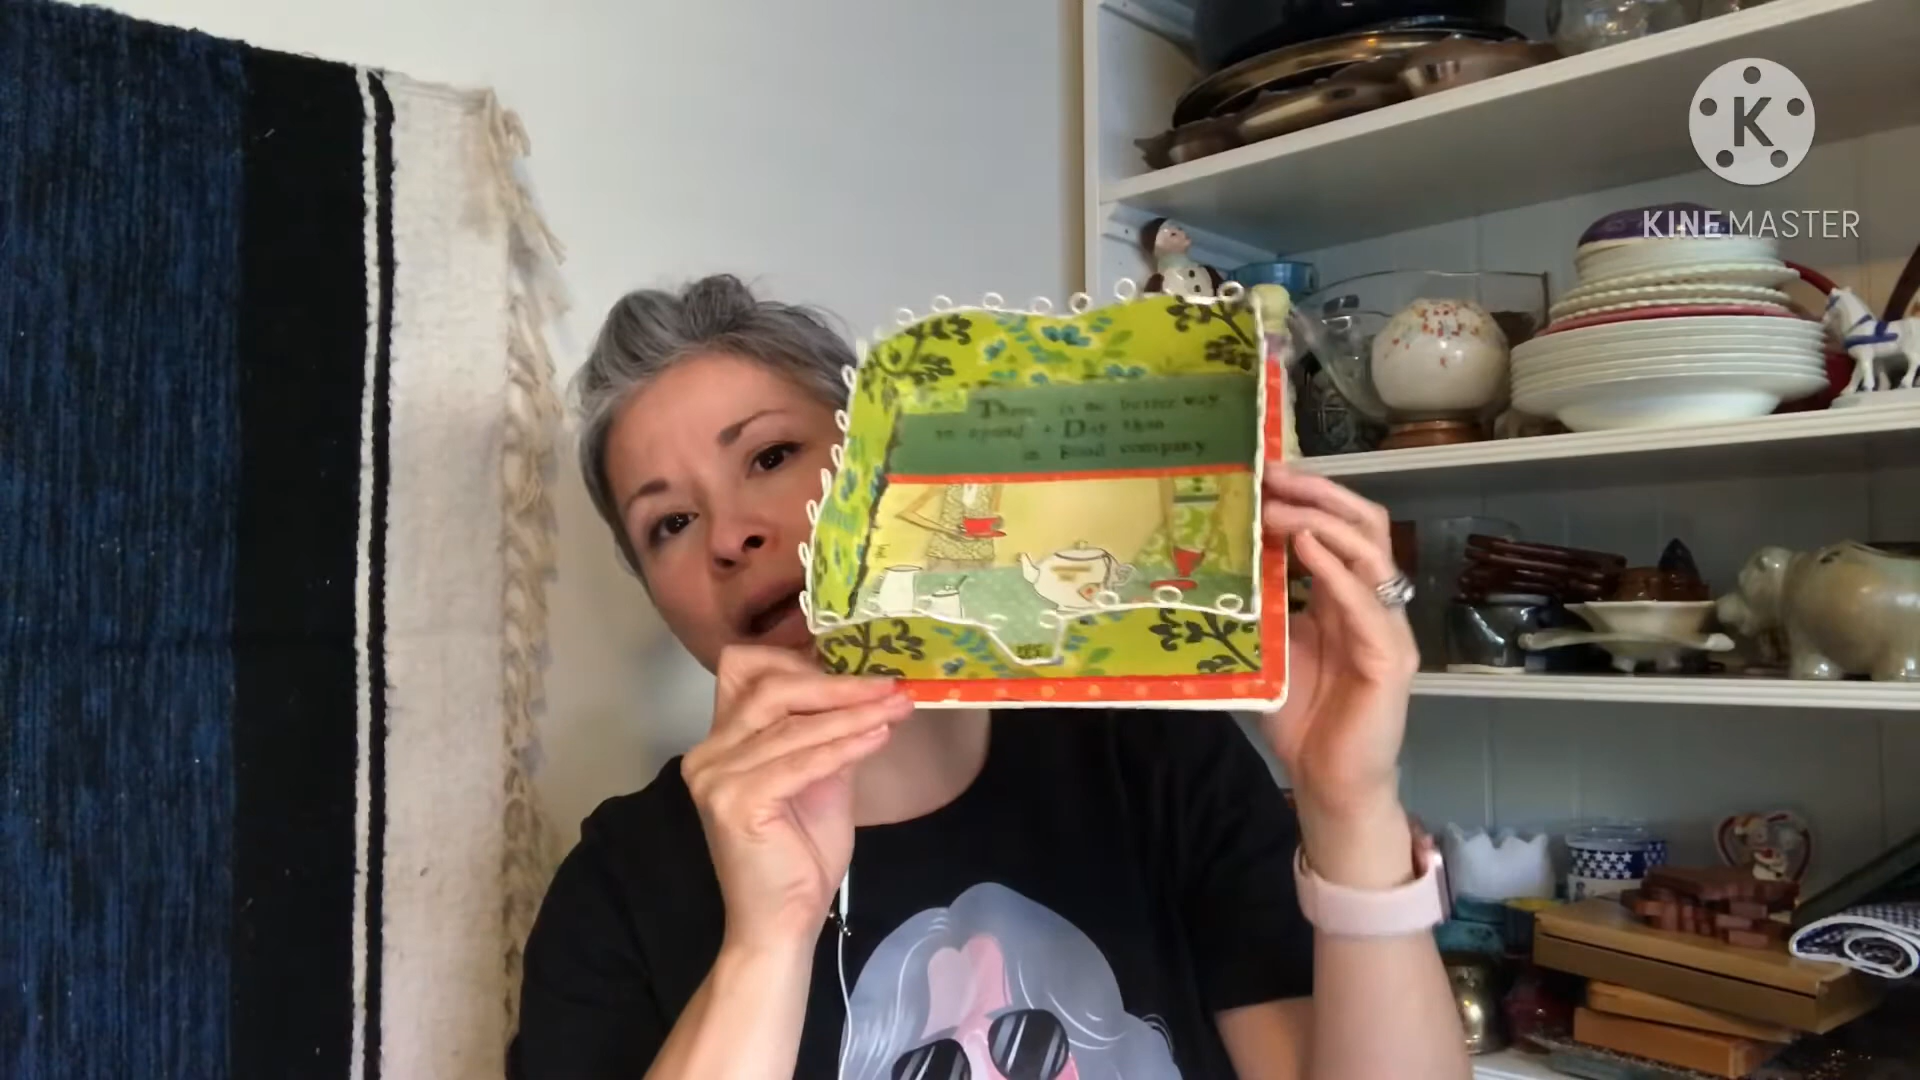 K
KINEMASTER
There is no better way
to spend a Day than
in good company